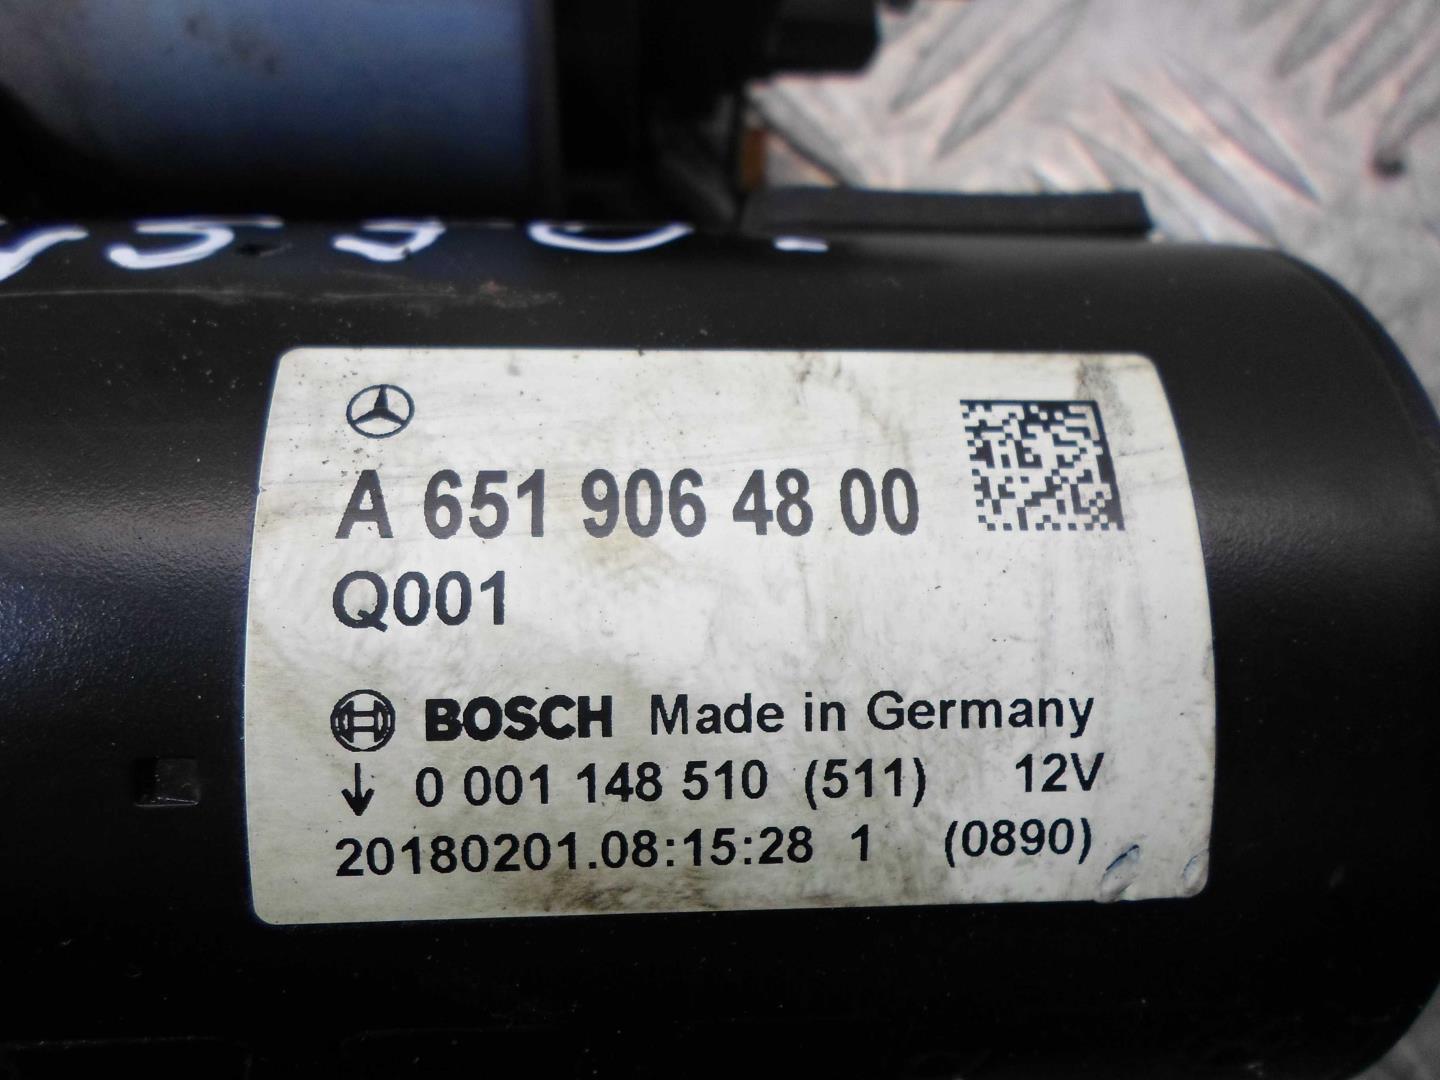 A 651 906 48 00
Q001
BOSCH Made in Germany
↓ 0 001 148 510 (511) 12V
20180201.08:15:28 1 (0890)